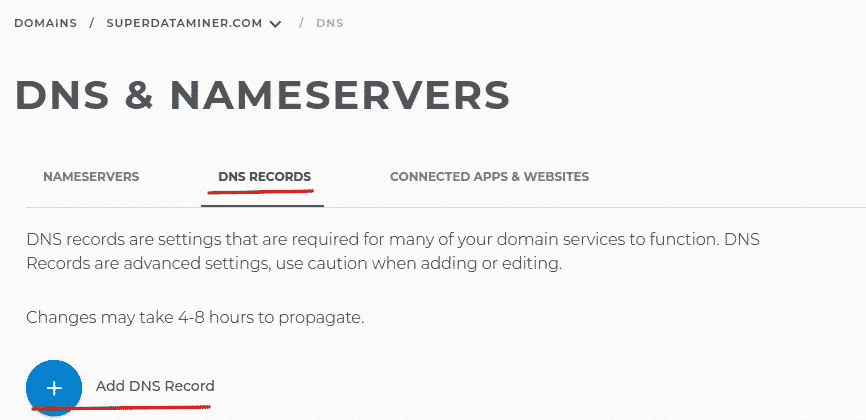 DOMAINS / SUPERDATAMINER.COM / DNS
DNS & NAMESERVERS
NAMESERVERS DNS RECORDS CONNECTED APPS & WEBSITES
DNS records are settings that are required for many of your domain services to function. DNS
Records are advanced settings, use caution when adding or editing.
Changes may take 4-8 hours to propagate.
+ Add DNS Record